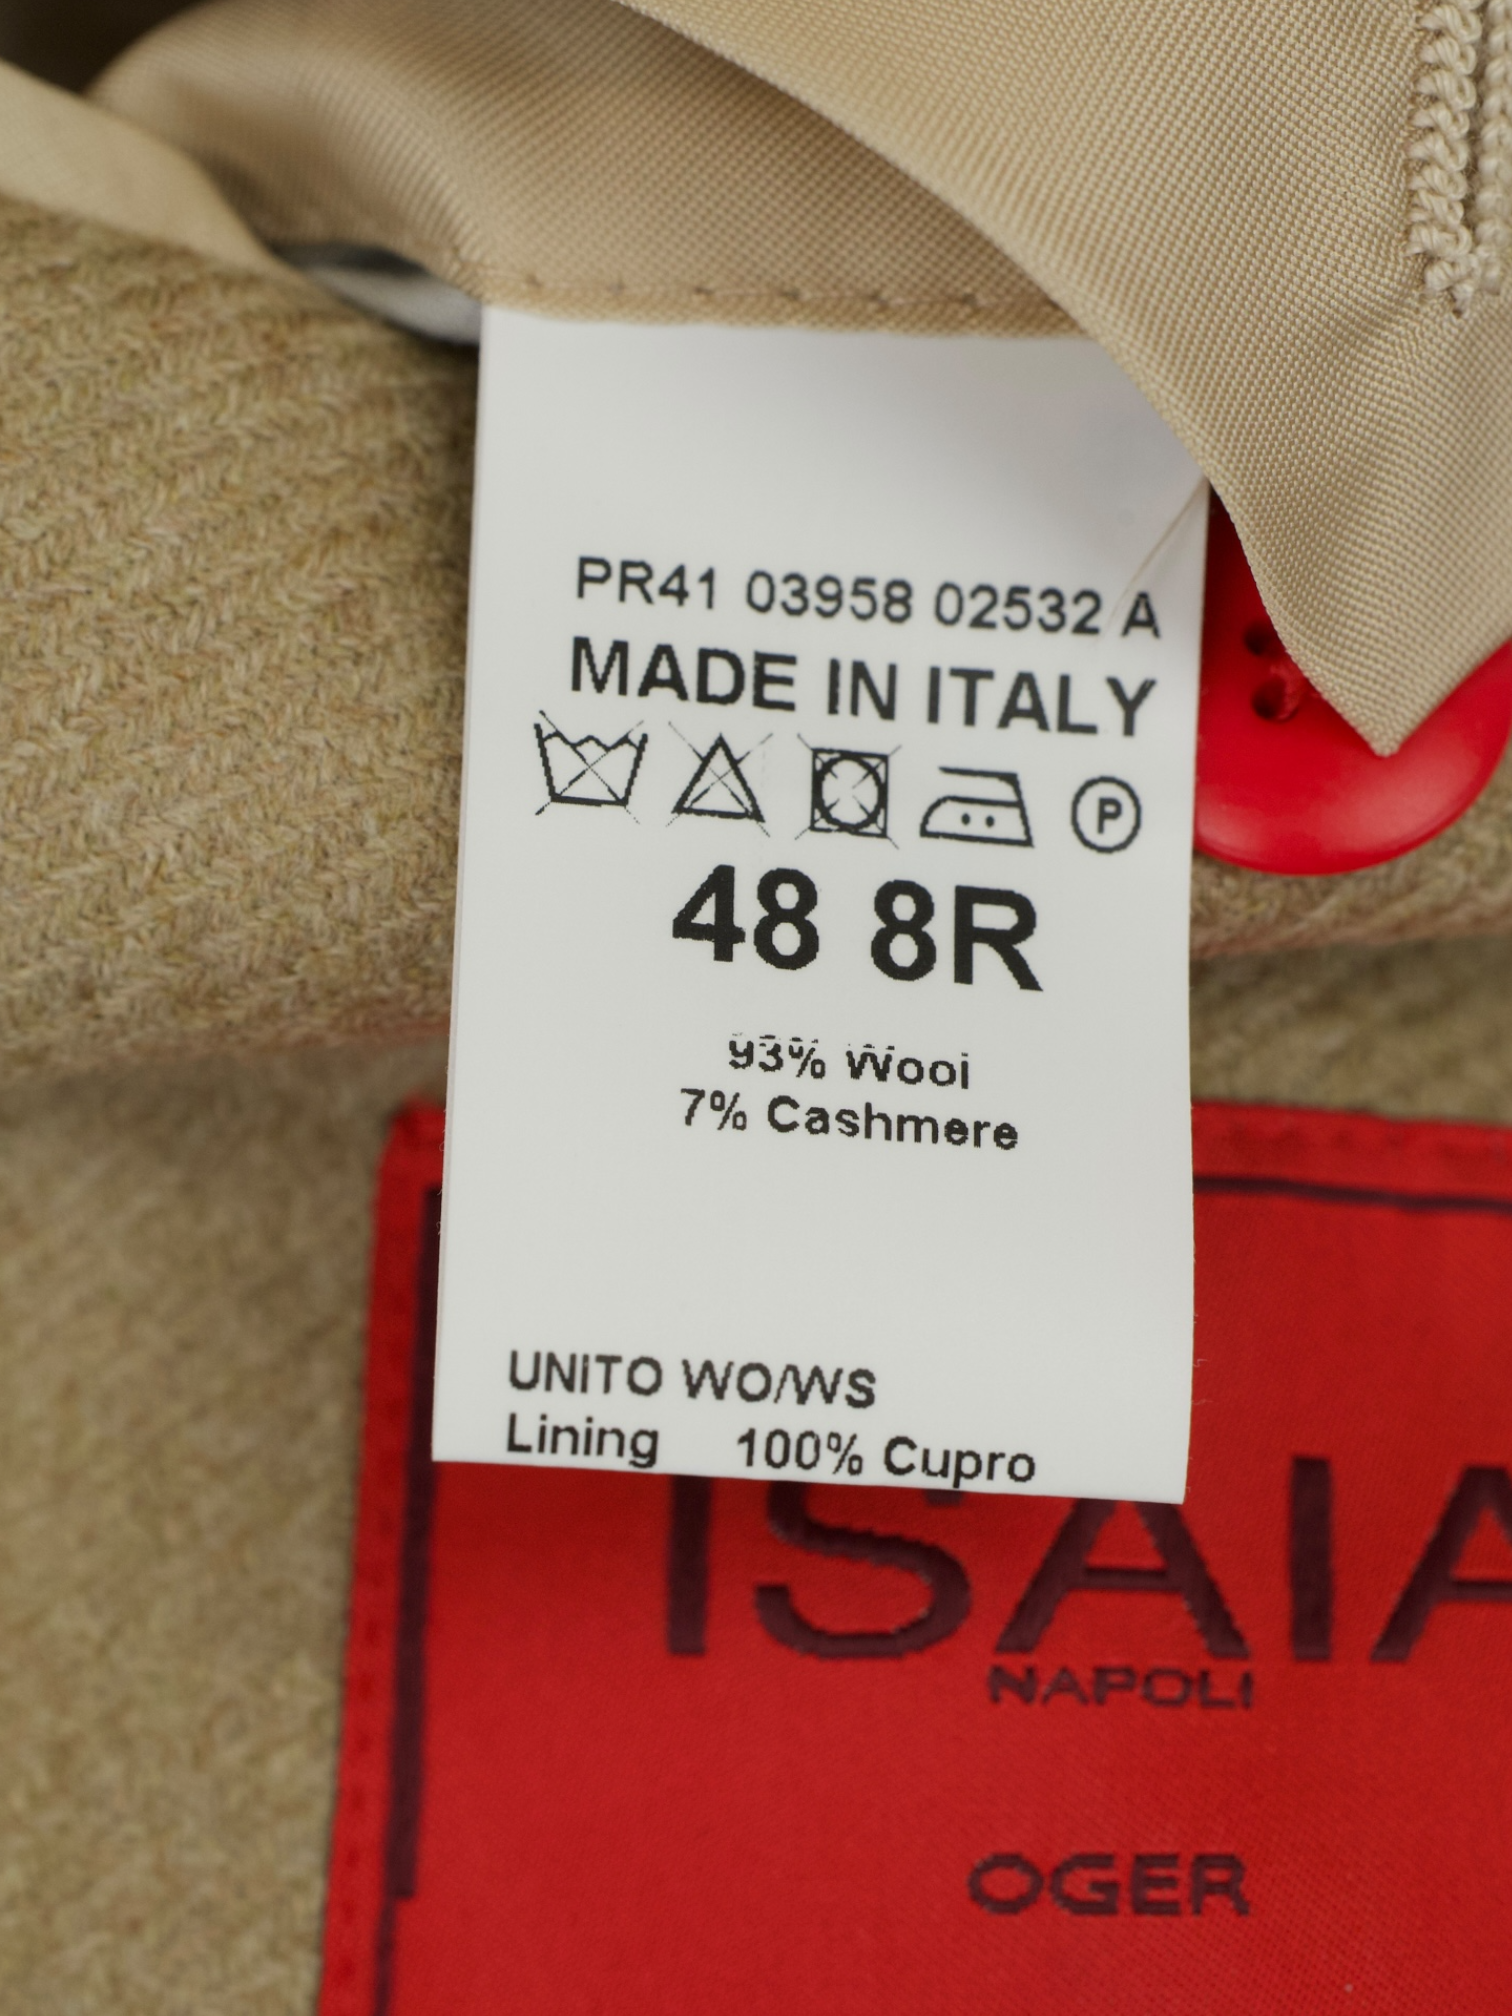 PR41 03958 02532 A
MADE IN ITALY
P
48 8R
93% Wool
7% Cashmere
UNITO WO/WS
Lining 100% Cupro
ISAIA
NAPOLI
OGER